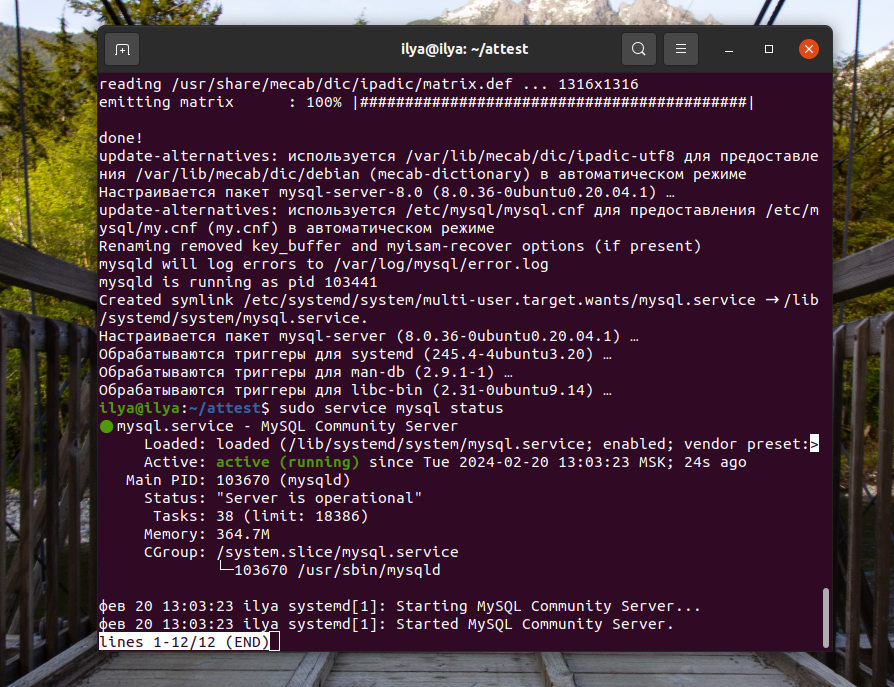 ilya@ilya: ~/attest
reading /usr/share/mecab/dic/ipadic/matrix.def ... 1316x1316
emitting matrix      : 100% |###########################################|
done!
update-alternatives: используется /var/lib/mecab/dic/ipadic-utf8 для предоставле
ния /var/lib/mecab/dic/debian (mecab-dictionary) в автоматическом режиме
Настраивается пакет mysql-server-8.0 (8.0.36-0ubuntu0.20.04.1) …
update-alternatives: используется /etc/mysql/mysql.cnf для предоставления /etc/m
ysql/my.cnf (my.cnf) в автоматическом режиме
Renaming removed key_buffer and myisam-recover options (if present)
mysqld will log errors to /var/log/mysql/error.log
mysqld is running as pid 103441
Created symlink /etc/systemd/system/multi-user.target.wants/mysql.service → /lib
/systemd/system/mysql.service.
Настраивается пакет mysql-server (8.0.36-0ubuntu0.20.04.1) …
Обрабатываются триггеры для systemd (245.4-4ubuntu3.20) …
Обрабатываются триггеры для man-db (2.9.1-1) …
Обрабатываются триггеры для libc-bin (2.31-0ubuntu9.14) …
ilya@ilya:~/attest$ sudo service mysql status
● mysql.service - MySQL Community Server
     Loaded: loaded (/lib/systemd/system/mysql.service; enabled; vendor preset:>
     Active: active (running) since Tue 2024-02-20 13:03:23 MSK; 24s ago
   Main PID: 103670 (mysqld)
     Status: "Server is operational"
      Tasks: 38 (limit: 18386)
     Memory: 364.7M
     CGroup: /system.slice/mysql.service
             └─103670 /usr/sbin/mysqld
фев 20 13:03:23 ilya systemd[1]: Starting MySQL Community Server...
фев 20 13:03:23 ilya systemd[1]: Started MySQL Community Server.
lines 1-12/12 (END)